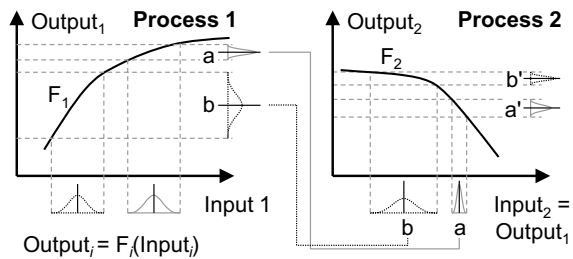 Output1 Process 1
a
F1
b
Input 1
Outputi = Fi(Inputi)
Output2 Process 2
F2
b'
a'
b a
Input2 =
Output1